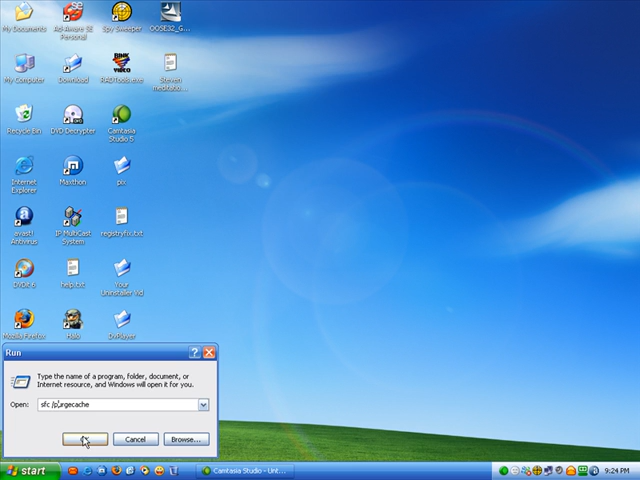 My Documents
Ad-Aware SE Personal
Spy Sweeper
OOSE32_G...
My Computer
Download
RADTools.exe
Steven meditatio...
Recycle Bin
DVD Decrypter
Camtasia Studio 5
Internet Explorer
Maxthon
pix
avast! Antivirus
IP MultiCast System
registryfix.txt
DVDit 6
help.txt
Your Uninstaller vid
Mozilla Firefox
Halo
DvPlayer
Run
Type the name of a program, folder, document, or
Internet resource, and Windows will open it for you.
Open:
sfc /purgecache
Cancel
Browse...
start
Camtasia Studio - Unt...
9:24 PM